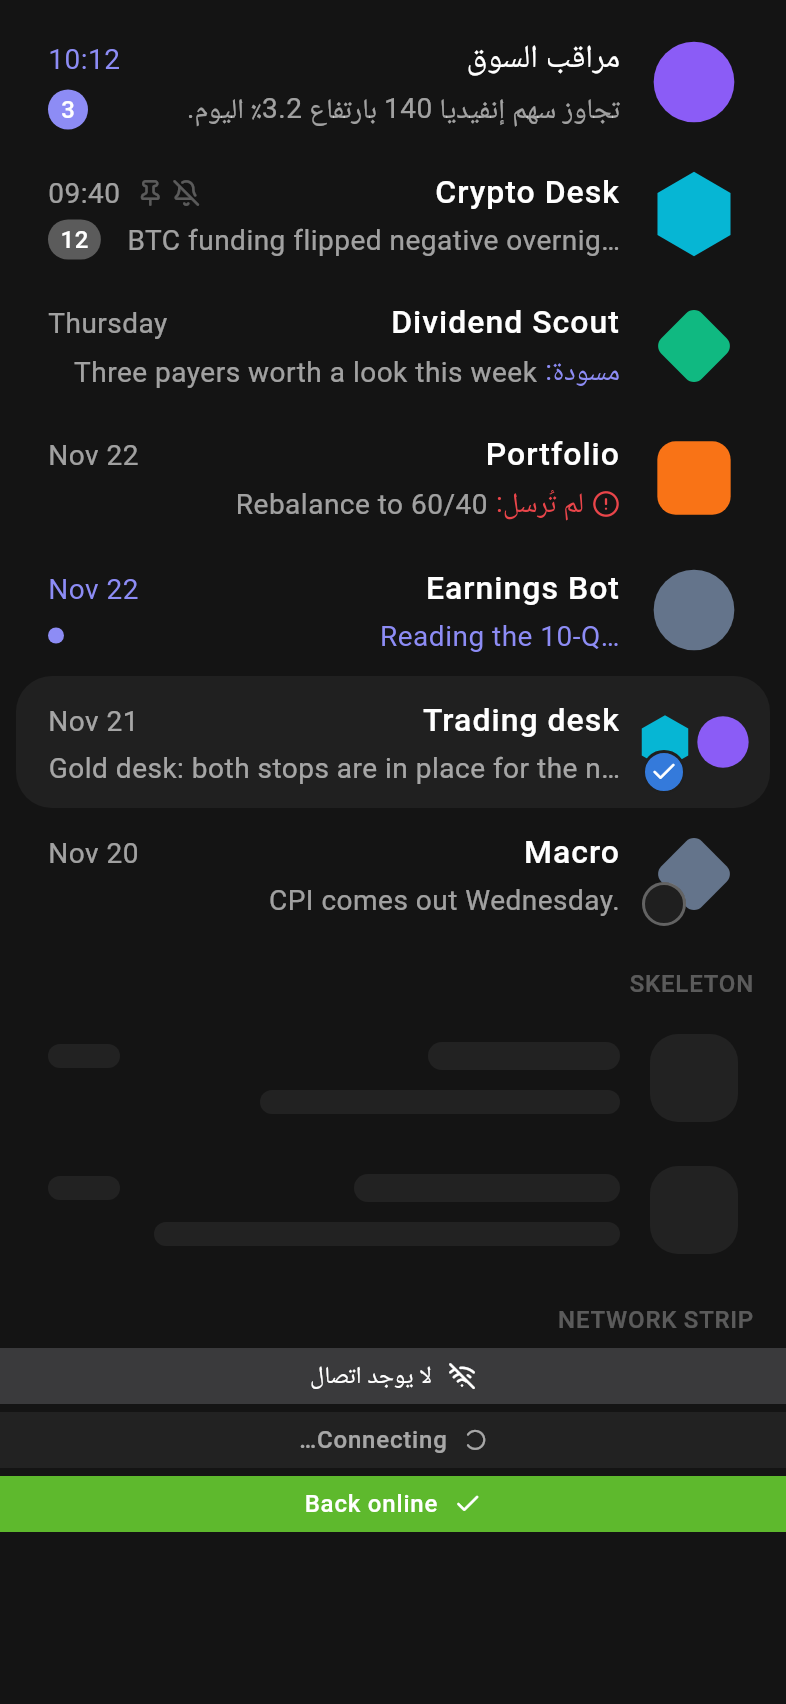 مراقب السوق
10:12
تجاوز سهم إنفيديا 140 بارتفاع 3.2٪ اليوم.
3
Crypto Desk
09:40
BTC funding flipped negative overnig…
12
Dividend Scout
Thursday
مسودة: Three payers worth a look this week
Portfolio
Nov 22
لم تُرسل: Rebalance to 60/40
Earnings Bot
Nov 22
Reading the 10-Q…
Trading desk
Nov 21
Gold desk: both stops are in place for the n…
Macro
Nov 20
CPI comes out Wednesday.
SKELETON
NETWORK STRIP
لا يوجد اتصال
…Connecting
Back online